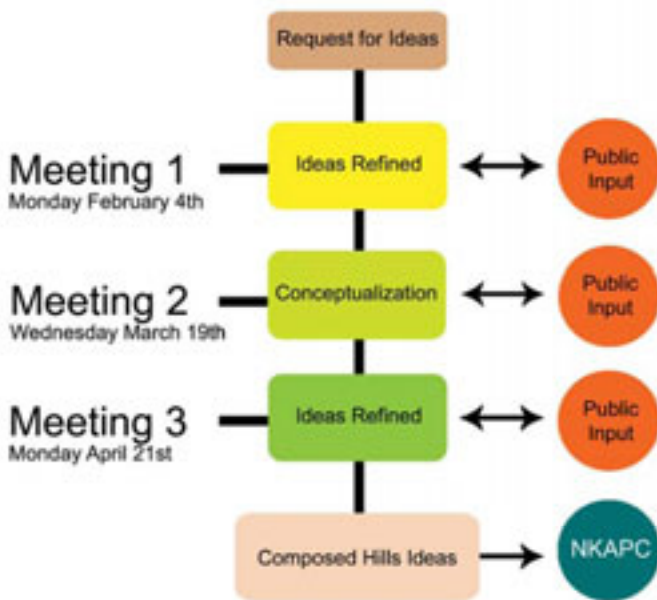 Request for Ideas
Meeting 1
Monday February 4th
Ideas Refined
Public
Input
Meeting 2
Wednesday March 19th
Conceptualization
Public
Input
Meeting 3
Monday April 21st
Ideas Refined
Public
Input
Composed Hills Ideas
NKAPC